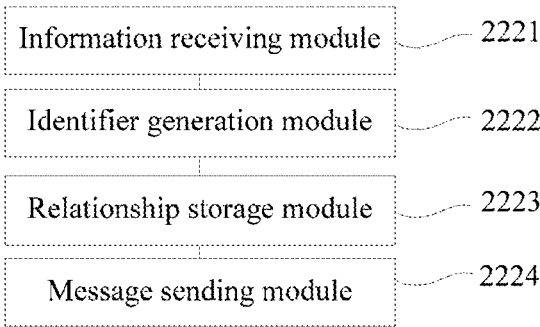 Information receiving module 2221
Identifier generation module 2222
Relationship storage module 2223
Message sending module 2224